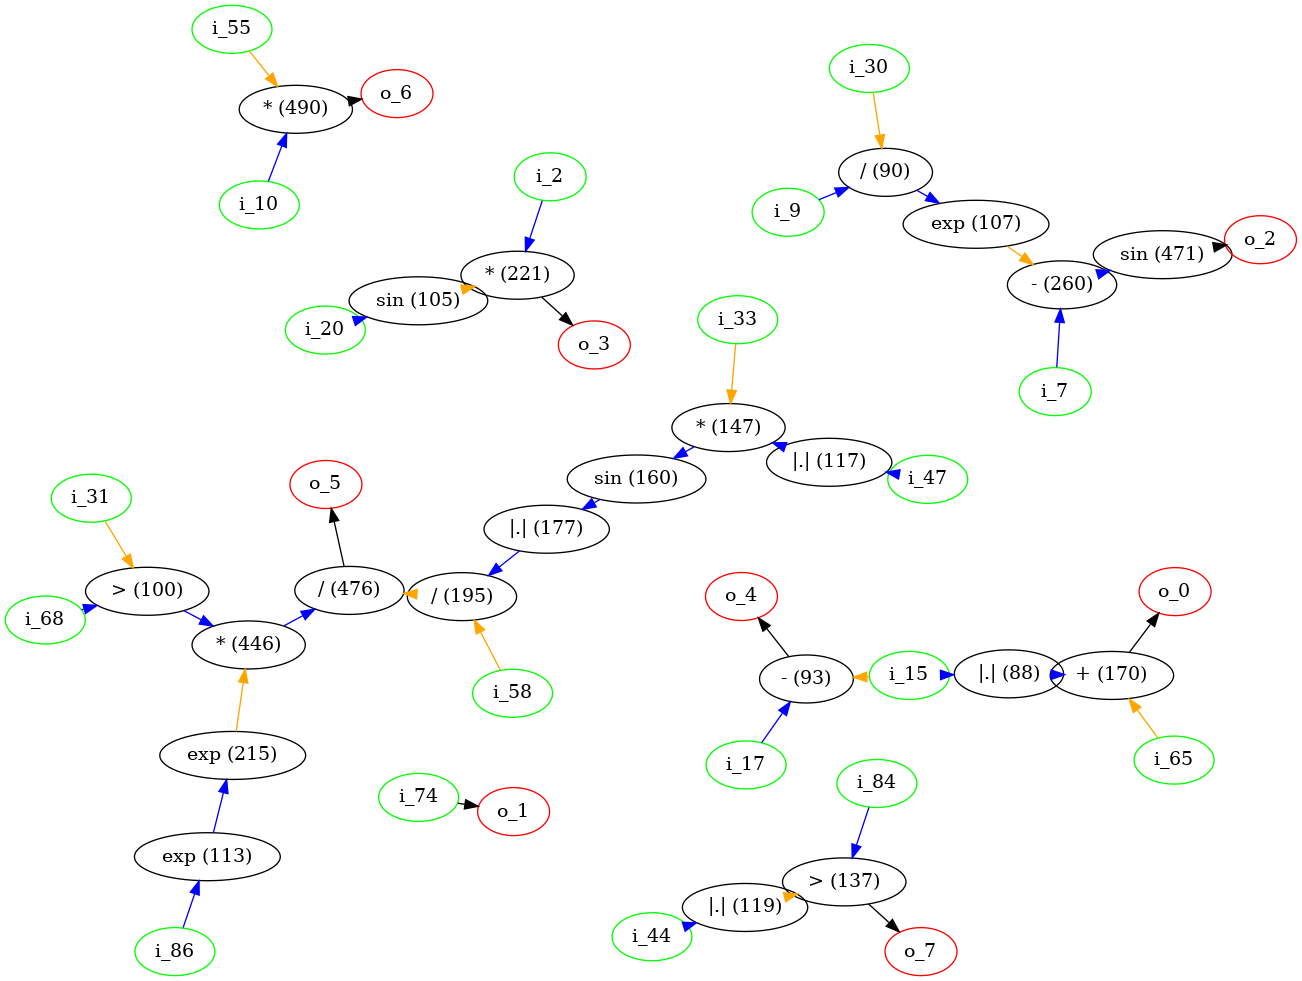 i_55
* (490)
o_6
i_10
i_30
/ (90)
i_9
exp (107)
sin (471)
o_2
- (260)
i_7
i_2
* (221)
sin (105)
i_20
o_3
i_33
* (147)
|.| (117)
i_47
sin (160)
|.| (177)
i_31
o_5
> (100)
/ (476)
/ (195)
i_68
* (446)
i_58
exp (215)
exp (113)
i_86
i_74
o_1
o_4
o_0
- (93)
i_15
|.| (88)
+ (170)
i_17
i_65
i_84
> (137)
|.| (119)
i_44
o_7